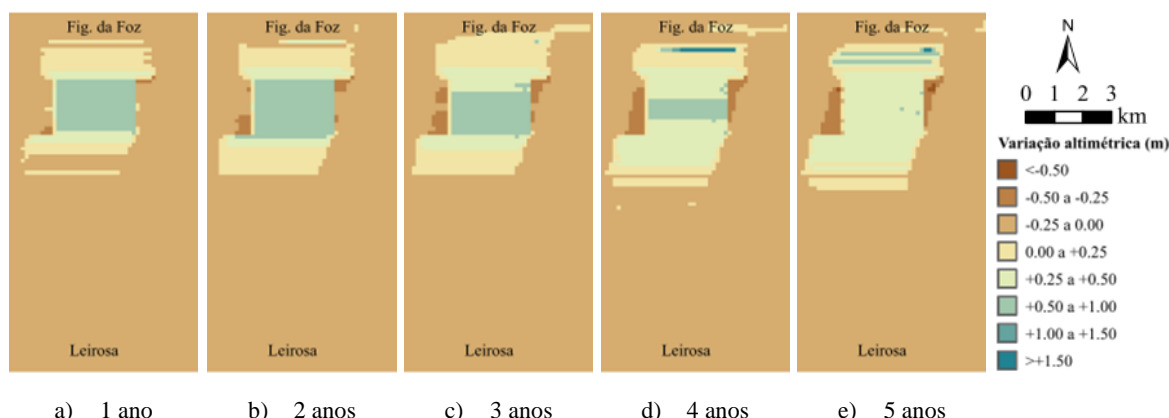 Fig. da Foz
Fig. da Foz
Fig. da Foz
Fig. da Foz
Fig. da Foz
N
0 1 2 3
km
Variação altimétrica (m)
<-0.50
-0.50 a -0.25
-0.25 a 0.00
0.00 a +0.25
+0.25 a +0.50
+0.50 a +1.00
+1.00 a +1.50
>+1.50
Leirosa
Leirosa
Leirosa
Leirosa
Leirosa
a) 1 ano
b) 2 anos
c) 3 anos
d) 4 anos
e) 5 anos